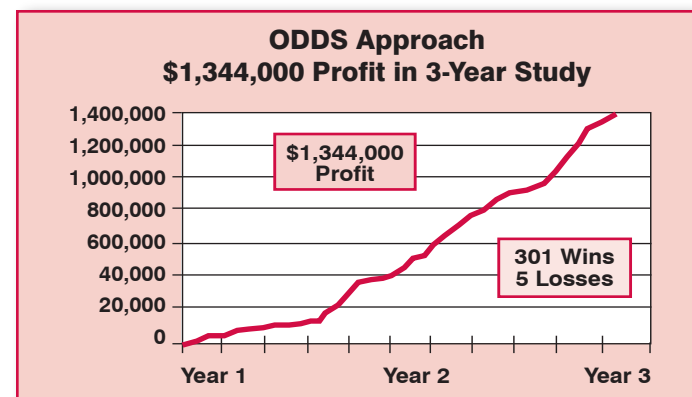 ODDS Approach
$1,344,000 Profit in 3-Year Study
1,400,000
1,200,000
1,000,000
800,000
600,000
40,000
20,000
0
$1,344,000
Profit
301 Wins
5 Losses
Year 1 Year 2 Year 3